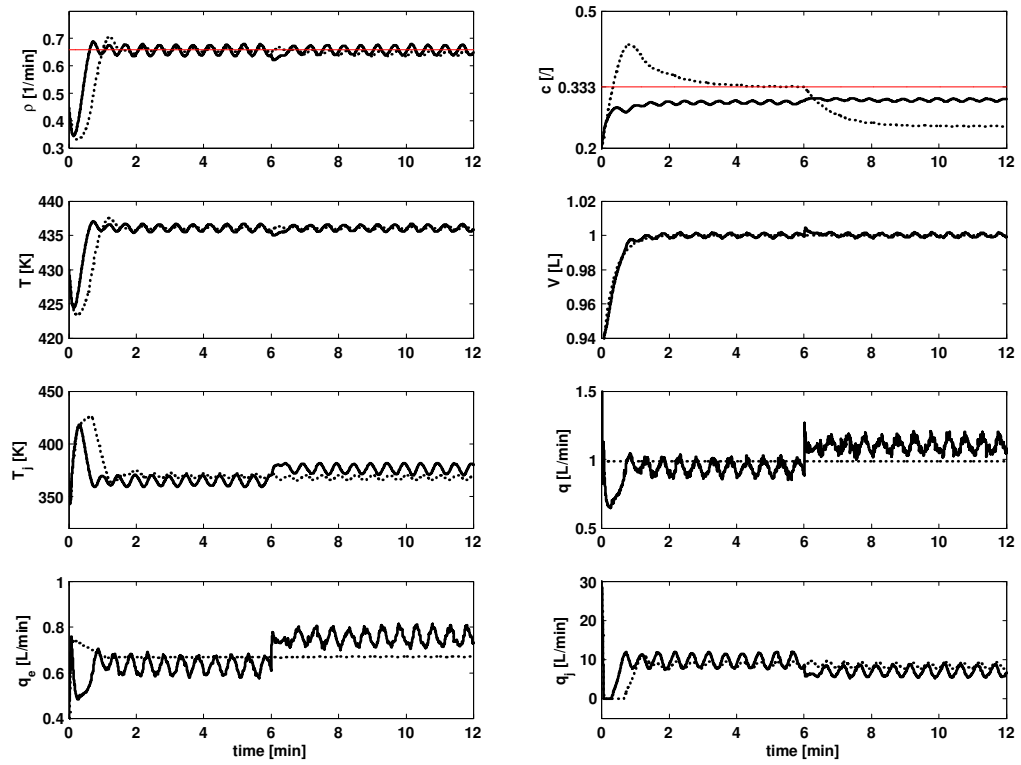 0.7
0.6
0.5
0.4
0.3
ρ [1/min]
0 2 4 6 8 10 12
0.5
0.333
0.2
c [/]
0 2 4 6 8 10 12
440
435
430
425
420
T [K]
0 2 4 6 8 10 12
1.02
1
0.98
0.96
0.94
V [L]
0 2 4 6 8 10 12
450
400
350
T_j [K]
0 2 4 6 8 10 12
1.5
1
0.5
q [L/min]
0 2 4 6 8 10 12
1
0.8
0.6
0.4
q_e [L/min]
0 2 4 6 8 10 12
time [min]
30
20
10
0
q_j [L/min]
0 2 4 6 8 10 12
time [min]